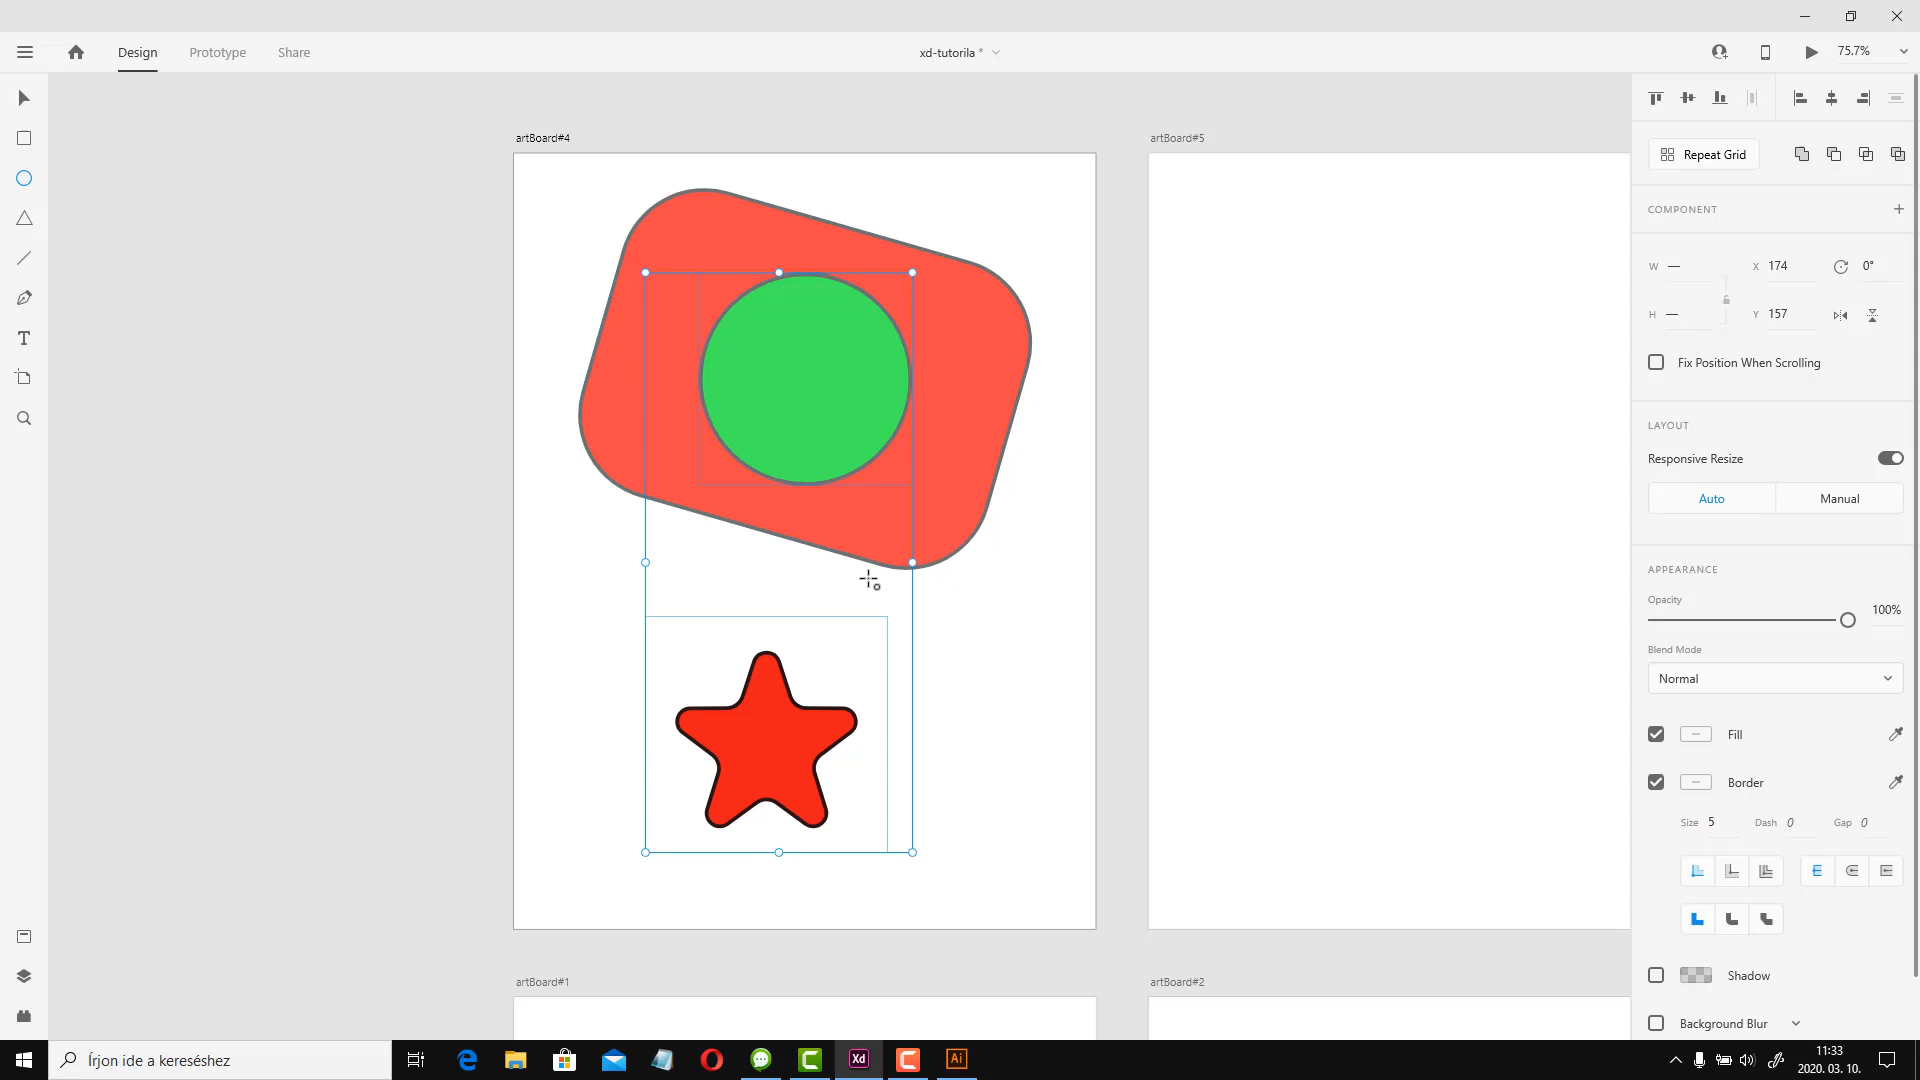 Design
Prototype
Share
xd-tutorila *
75.7%
artBoard#4
artBoard#5
Repeat Grid
COMPONENT
W —
X 174
0°
H —
Y 157
Fix Position When Scrolling
LAYOUT
Responsive Resize
Auto
Manual
APPEARANCE
Opacity
100%
Blend Mode
Normal
Fill
Border
Size 5
Dash 0
Gap 0
Shadow
artBoard#1
artBoard#2
Background Blur
Írjon ide a kereséshez
Xd
Ai
11:33
2020. 03. 10.